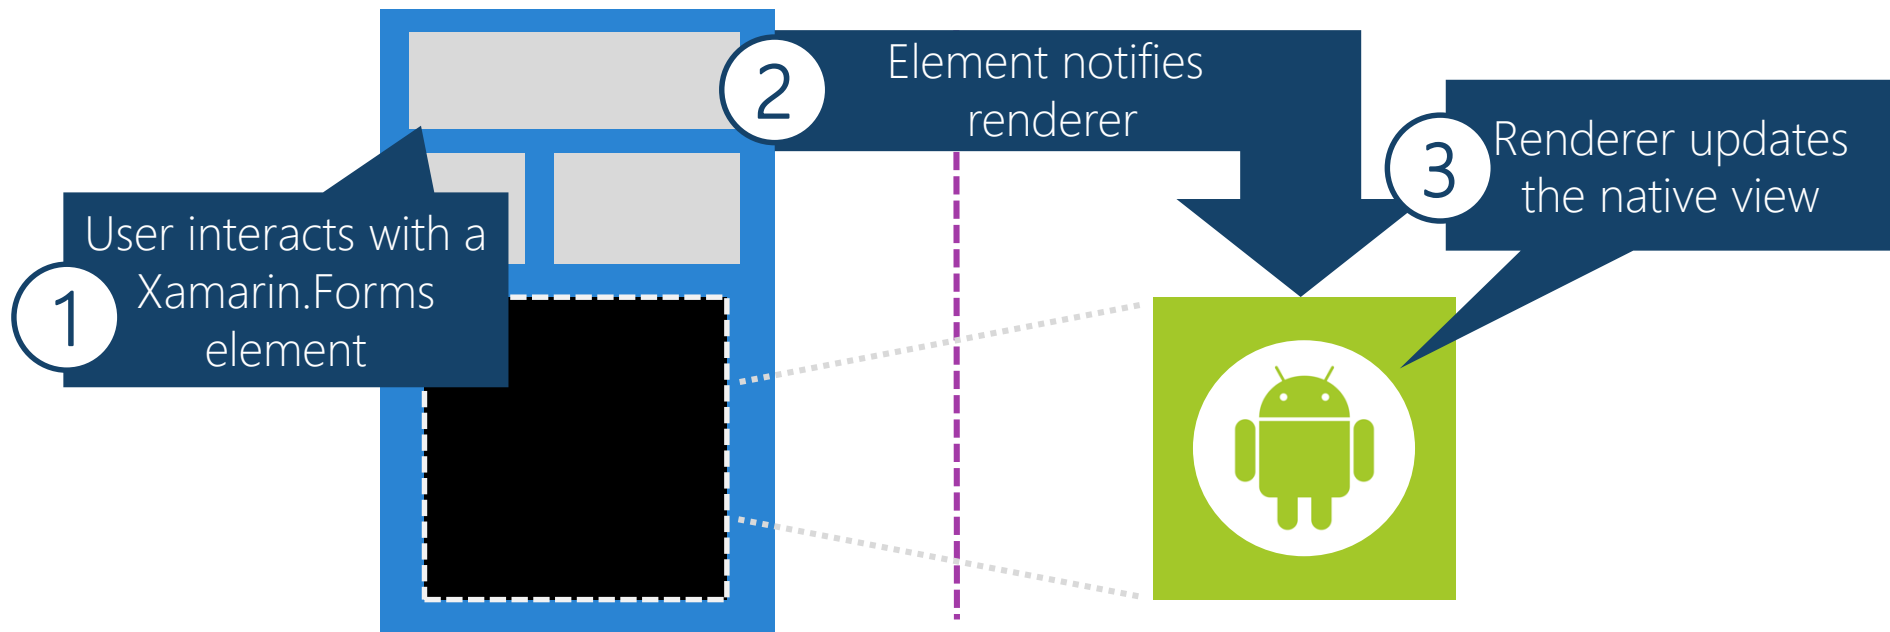 1
User interacts with a
Xamarin.Forms
element
2
Element notifies
renderer
3
Renderer updates
the native view